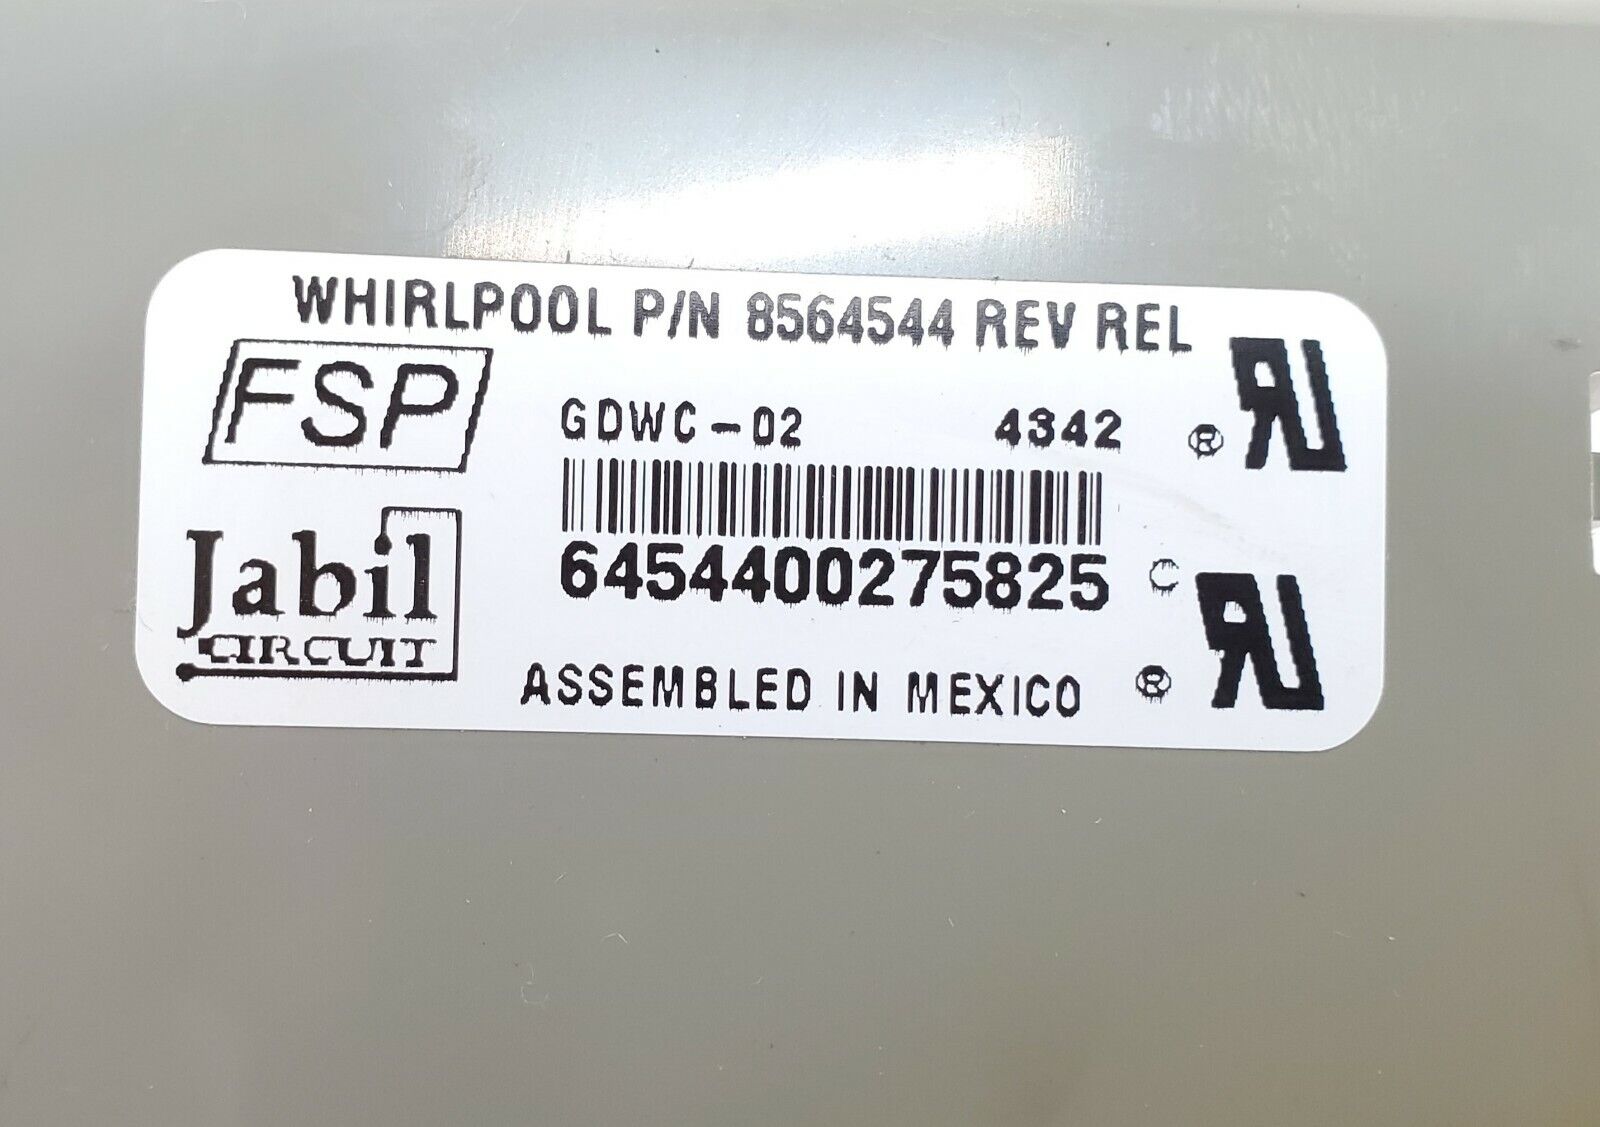 WHIRLPOOL P/N 8564544 REV REL
FSP
GDWC-02 4342
®
6454400275825
Jabil
CIRCUIT
C
®
ASSEMBLED IN MEXICO